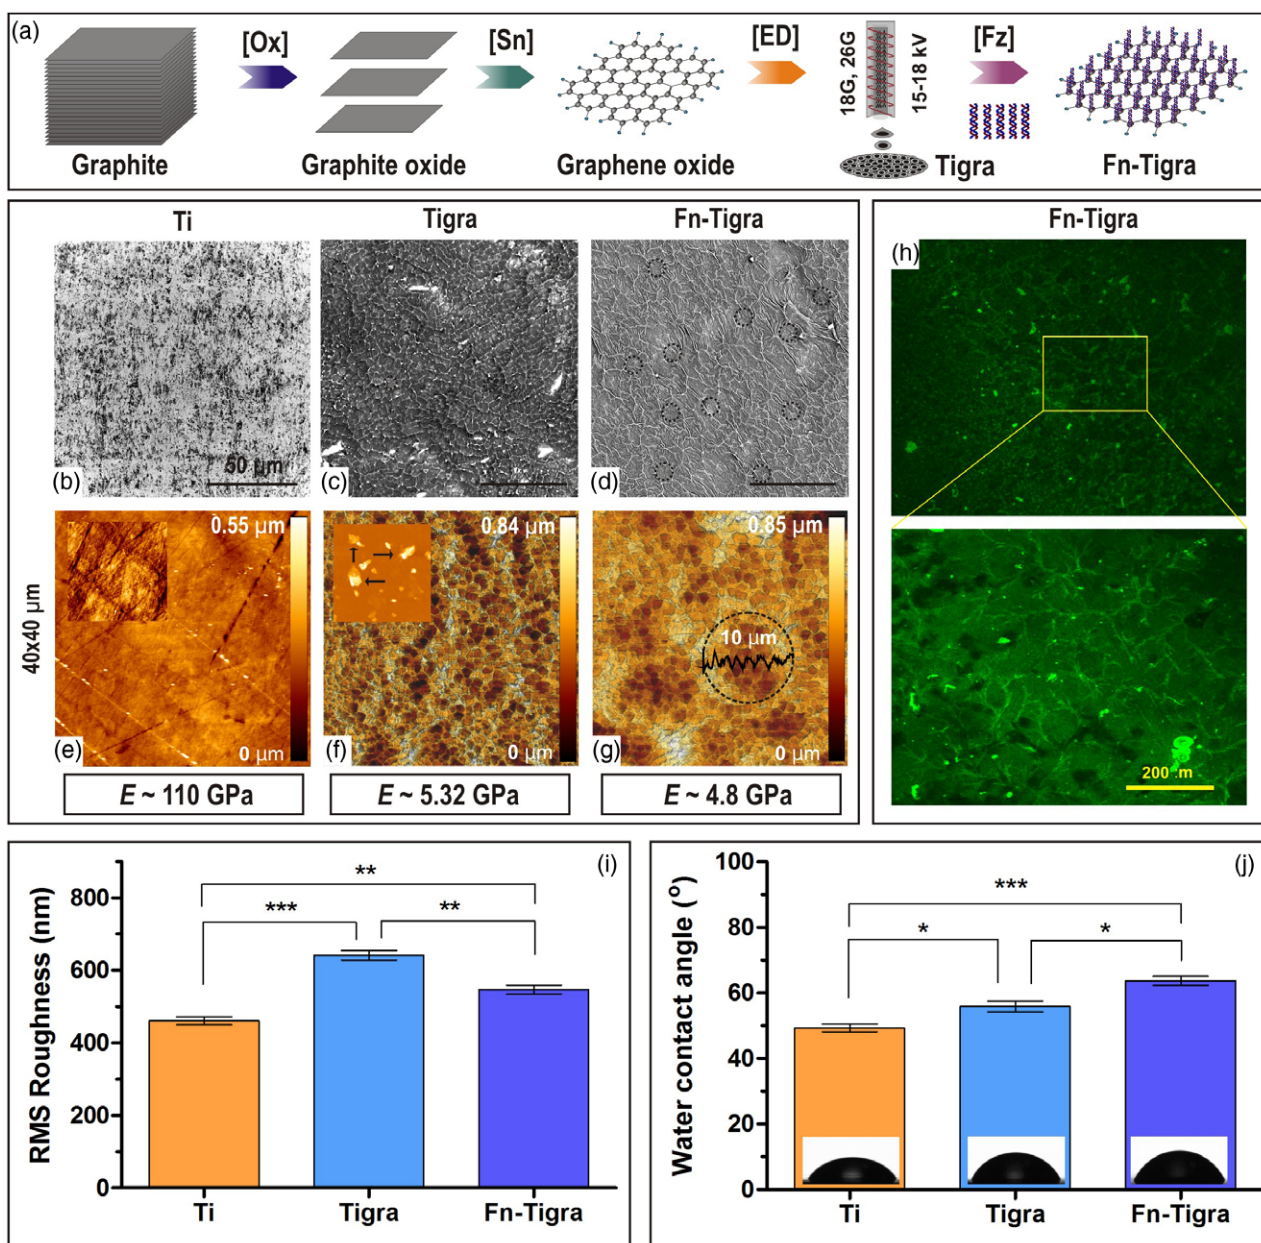 (a)
[Ox]
[Sn]
[ED]
[Fz]
18G, 26G
15-18 kV
Graphite
Graphite oxide
Graphene oxide
Tigra
Fn-Tigra
Ti
Tigra
Fn-Tigra
50 µm
(b)
(c)
(d)
40x40 µm
0.55 µm
0 µm
(e)
0.84 µm
0 µm
(f)
0.85 µm
10 µm
0 µm
(g)
E ~ 110 GPa
E ~ 5.32 GPa
E ~ 4.8 GPa
Fn-Tigra
(h)
200 .m
(i)
RMS Roughness (nm)
800
600
400
200
0
**
***
**
Ti
Tigra
Fn-Tigra
(j)
Water contact angle (°)
100
80
60
40
20
0
***
*
*
Ti
Tigra
Fn-Tigra